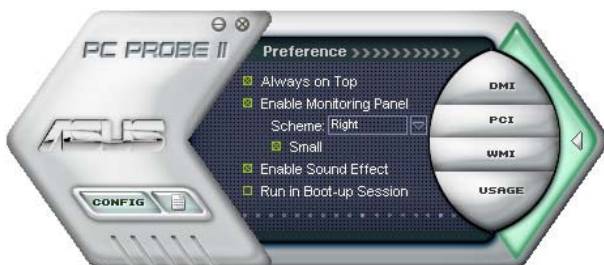 PC PROBE II
ASUS
CONFIG
Preference >>>>>>>>>>>
Always on Top
Enable Monitoring Panel
Scheme: Right
Small
Enable Sound Effect
Run in Boot-up Session
DMI
PCI
WMI
USAGE